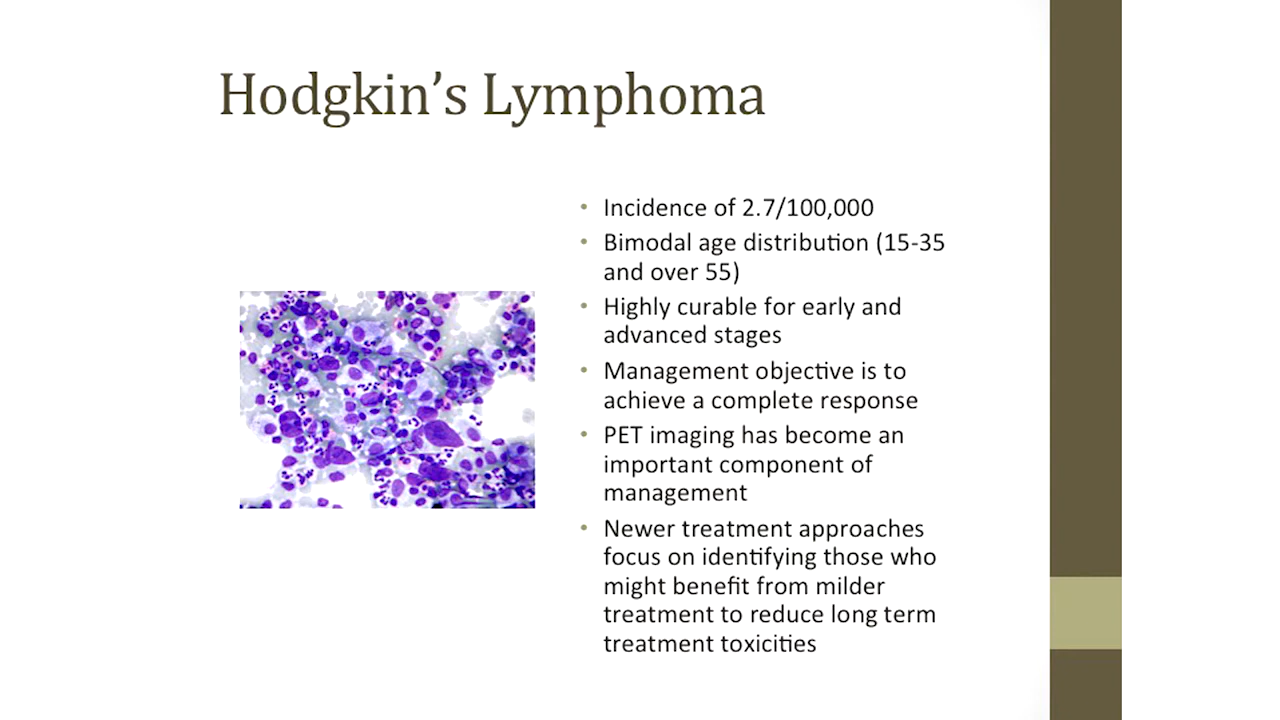 Hodgkin’s Lymphoma
• Incidence of 2.7/100,000
• Bimodal age distribution (15-35
and over 55)
• Highly curable for early and
advanced stages
• Management objective is to
achieve a complete response
• PET imaging has become an
important component of
management
• Newer treatment approaches
focus on identifying those who
might benefit from milder
treatment to reduce long term
treatment toxicities